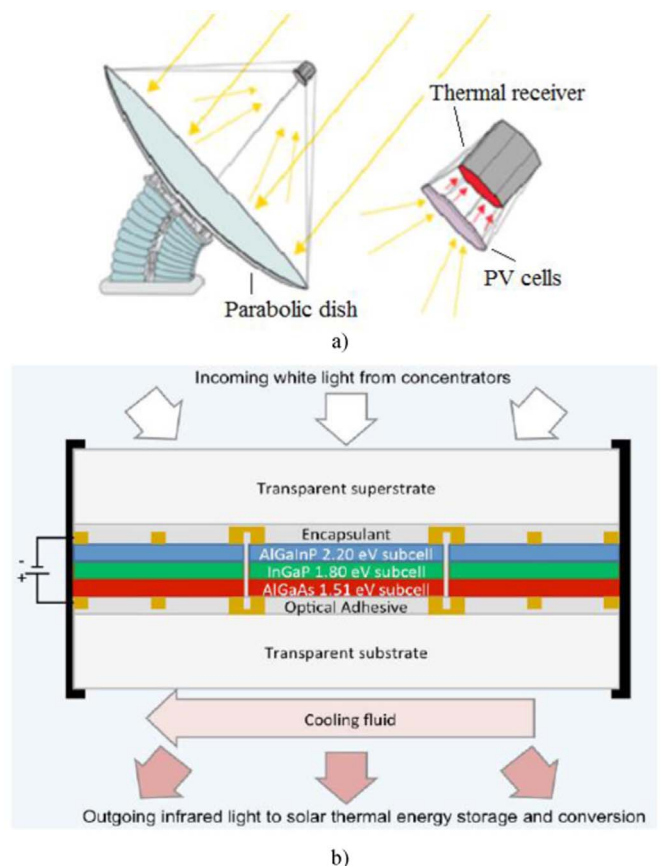 Thermal receiver
PV cells
Parabolic dish
a)
Incoming white light from concentrators
Transparent superstrate
Encapsulant
AlGaInP 2.20 eV subcell
InGaP 1.80 eV subcell
AlGaAs 1.51 eV subcell
Optical Adhesive
-
+
Transparent substrate
Cooling fluid
Outgoing infrared light to solar thermal energy storage and conversion
b)